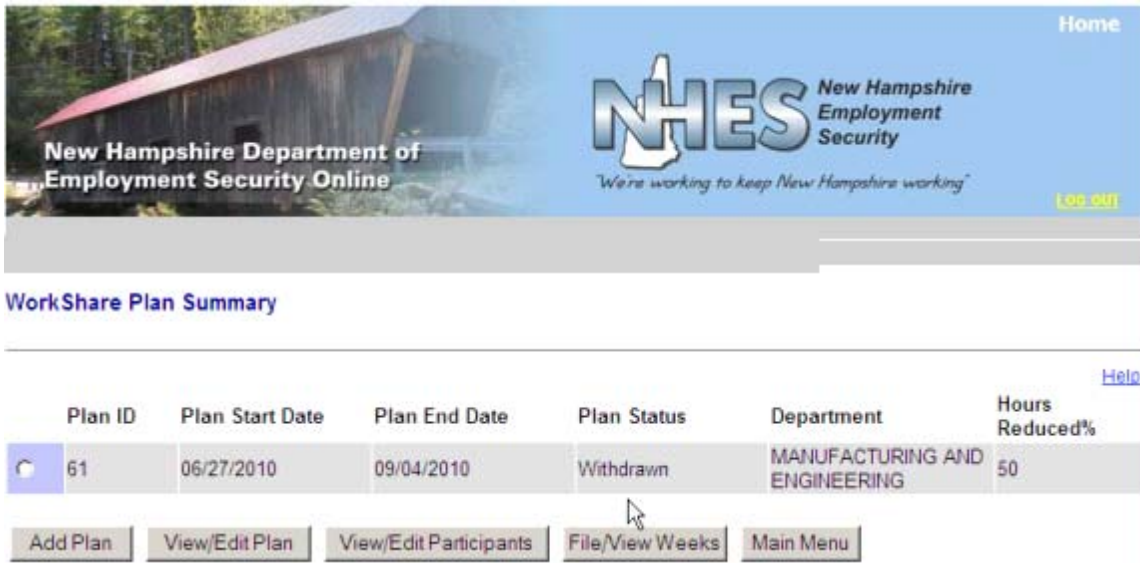 Home
New Hampshire Department of
Employment Security Online
NHES
New Hampshire
Employment
Security
"We're working to keep New Hampshire working"
LOG OUT
WorkShare Plan Summary
Help
Plan ID Plan Start Date Plan End Date Plan Status Department Hours Reduced%
61 06/27/2010 09/04/2010 Withdrawn MANUFACTURING AND ENGINEERING 50
Add Plan View/Edit Plan View/Edit Participants File/View Weeks Main Menu